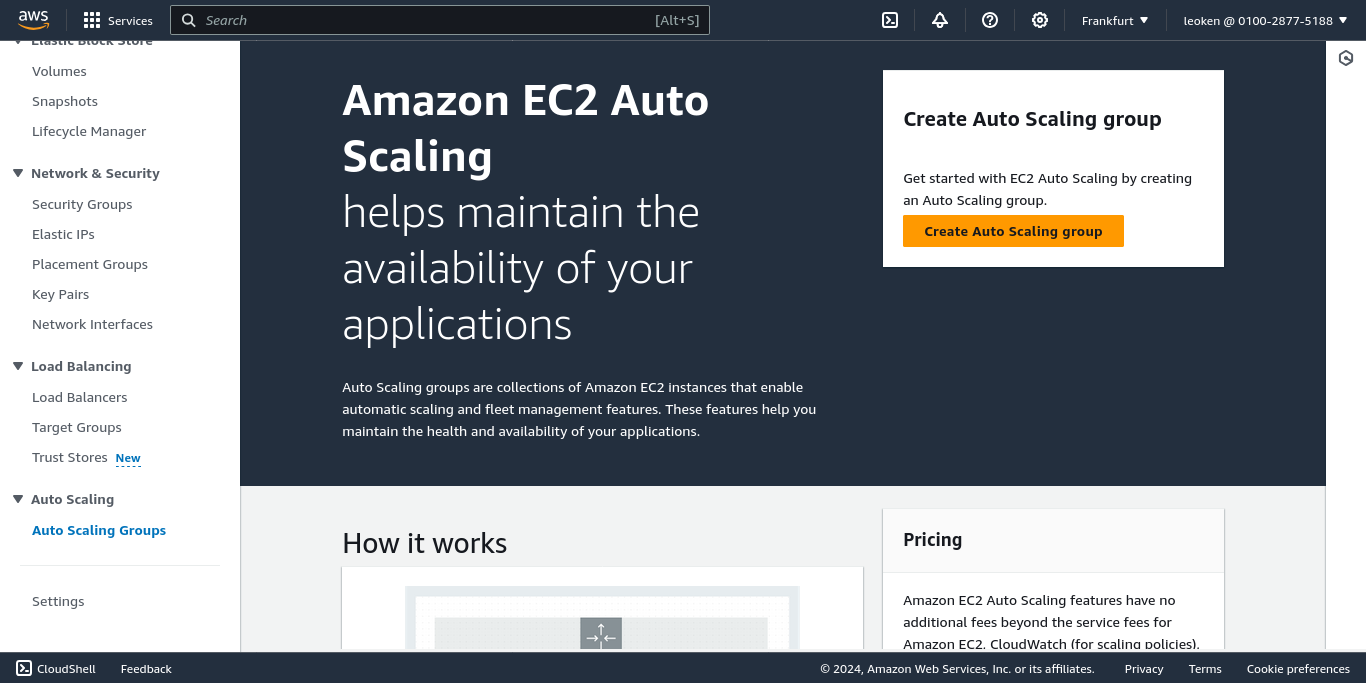 aws
Services
Search
[Alt+S]
Frankfurt
leoken @ 0100-2877-5188
Elastic Block Store
Volumes
Snapshots
Lifecycle Manager
Network & Security
Security Groups
Elastic IPs
Placement Groups
Key Pairs
Network Interfaces
Load Balancing
Load Balancers
Target Groups
Trust Stores New
Auto Scaling
Auto Scaling Groups
Settings
Amazon EC2 Auto
Scaling
helps maintain the
availability of your
applications
Auto Scaling groups are collections of Amazon EC2 instances that enable
automatic scaling and fleet management features. These features help you
maintain the health and availability of your applications.
Create Auto Scaling group
Get started with EC2 Auto Scaling by creating
an Auto Scaling group.
Create Auto Scaling group
How it works
Pricing
Amazon EC2 Auto Scaling features have no
additional fees beyond the service fees for
Amazon EC2, CloudWatch (for scaling policies),
CloudShell
Feedback
© 2024, Amazon Web Services, Inc. or its affiliates.
Privacy
Terms
Cookie preferences